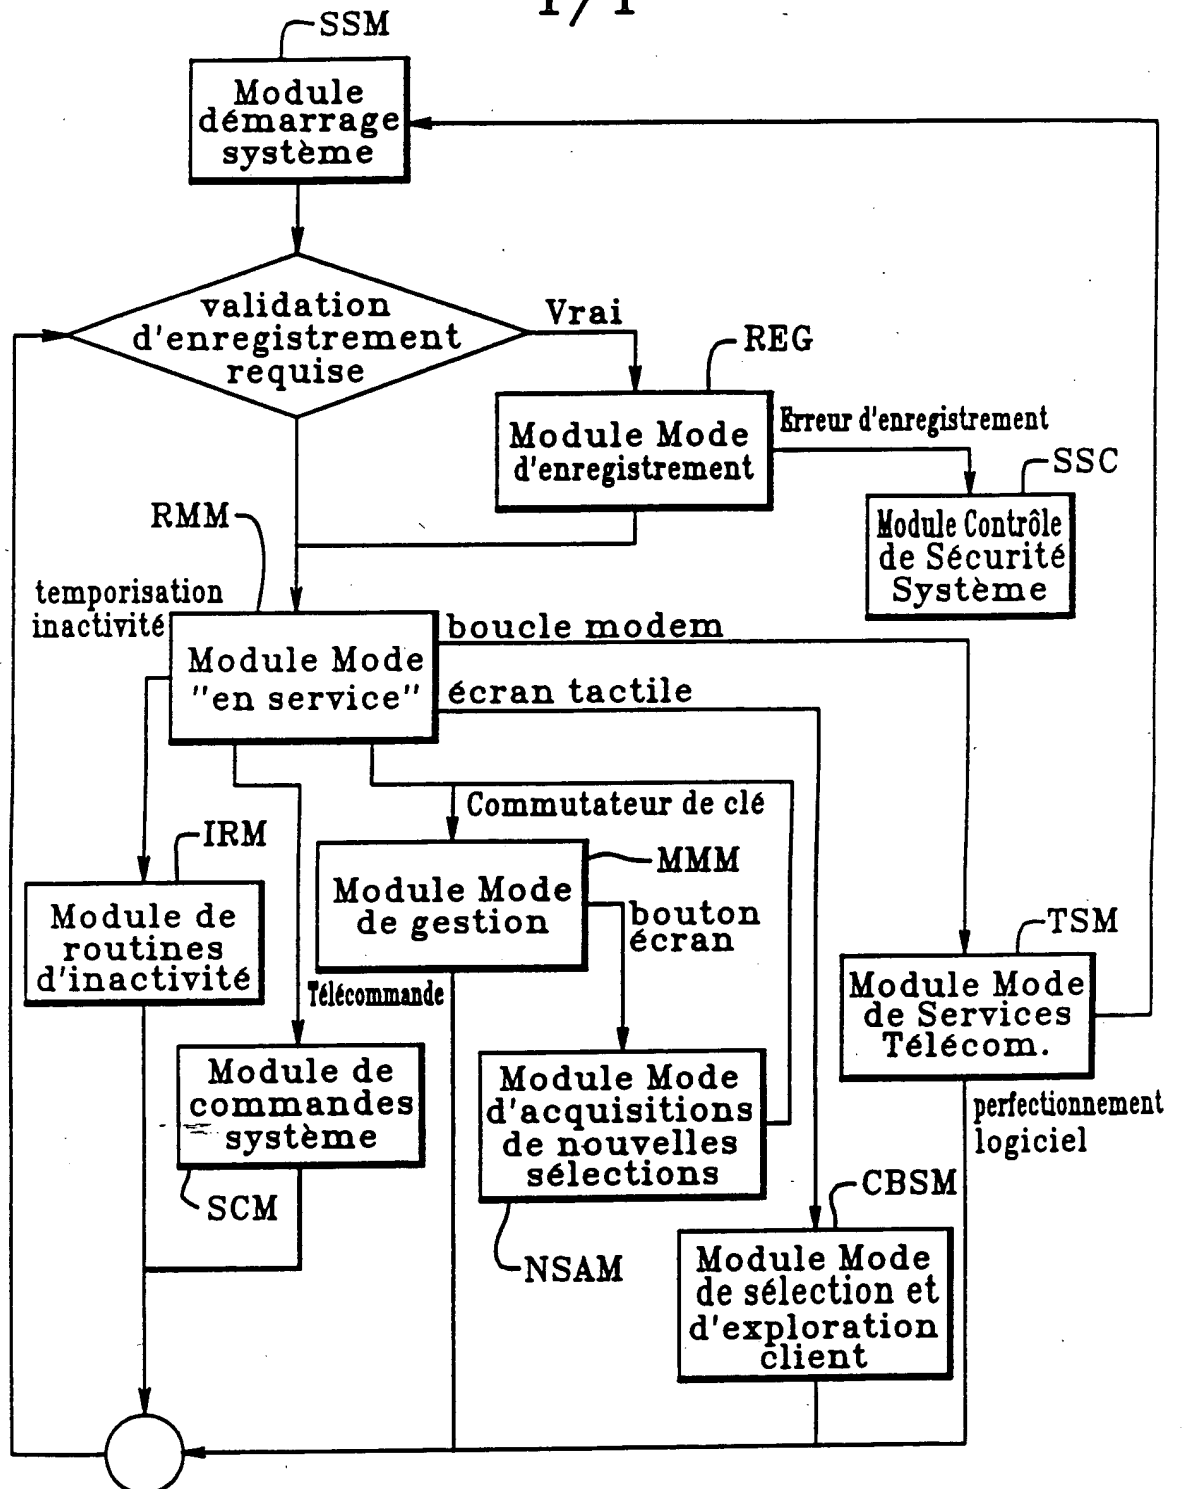 1/1
SSM
Module
démarrage
système
validation
d'enregistrement
requise
Vrai
REG
Module Mode
d'enregistrement
Erreur d'enregistrement
SSC
Module Contrôle
de Sécurité
Système
RMM
temporisation
inactivité
Module Mode
"en service"
boucle modem
écran tactile
Commutateur de clé
IRM
MMM
Module Mode
de gestion
bouton
écran
Module de
routines
d'inactivité
Télécommande
TSM
Module Mode
de Services
Télécom.
Module de
commandes
système
SCM
Module Mode
d'acquisitions
de nouvelles
sélections
NSAM
perfectionnement
logiciel
CBSM
Module Mode
de sélection et
d'exploration
client